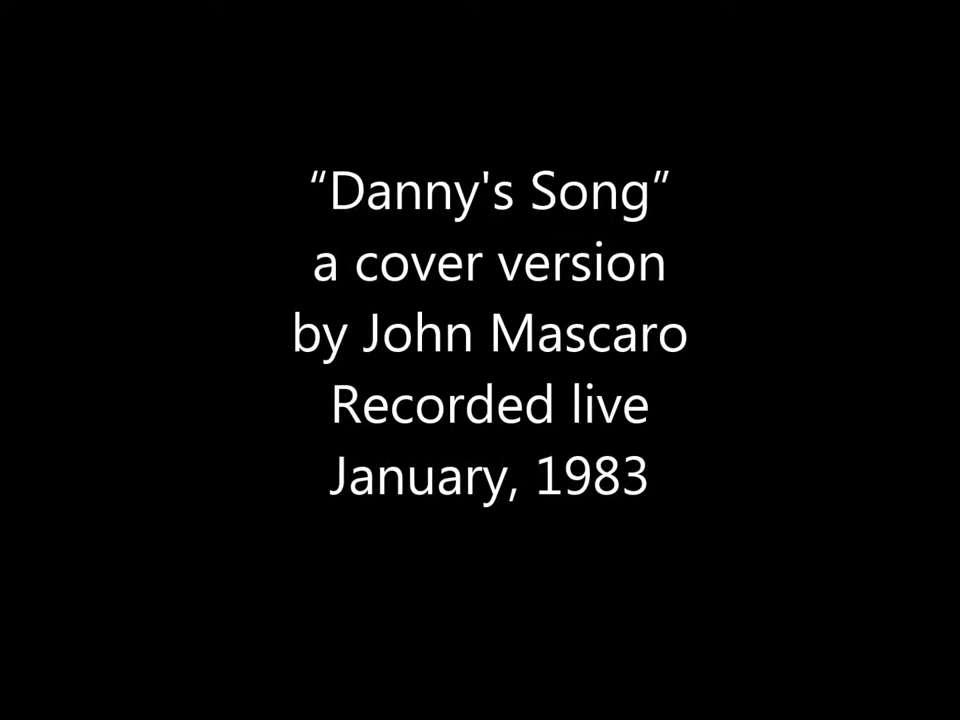 “Danny's Song”
a cover version
by John Mascaro
Recorded live
January, 1983